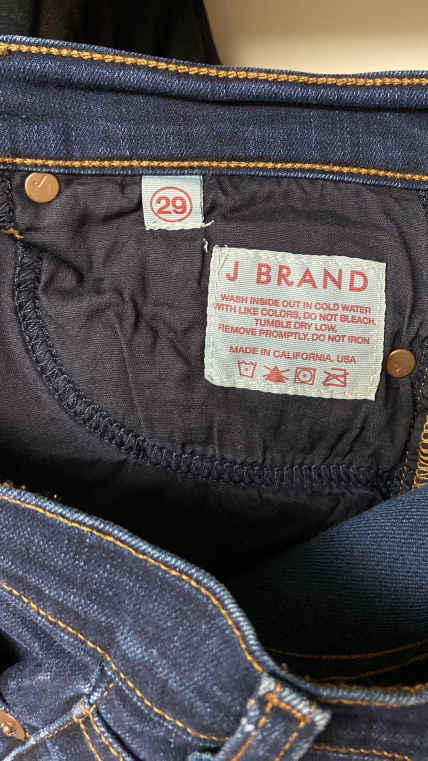 29
J BRAND
WASH INSIDE OUT IN COLD WATER
WITH LIKE COLORS, DO NOT BLEACH,
TUMBLE DRY LOW,
REMOVE PROMPTLY, DO NOT IRON
MADE IN CALIFORNIA, USA